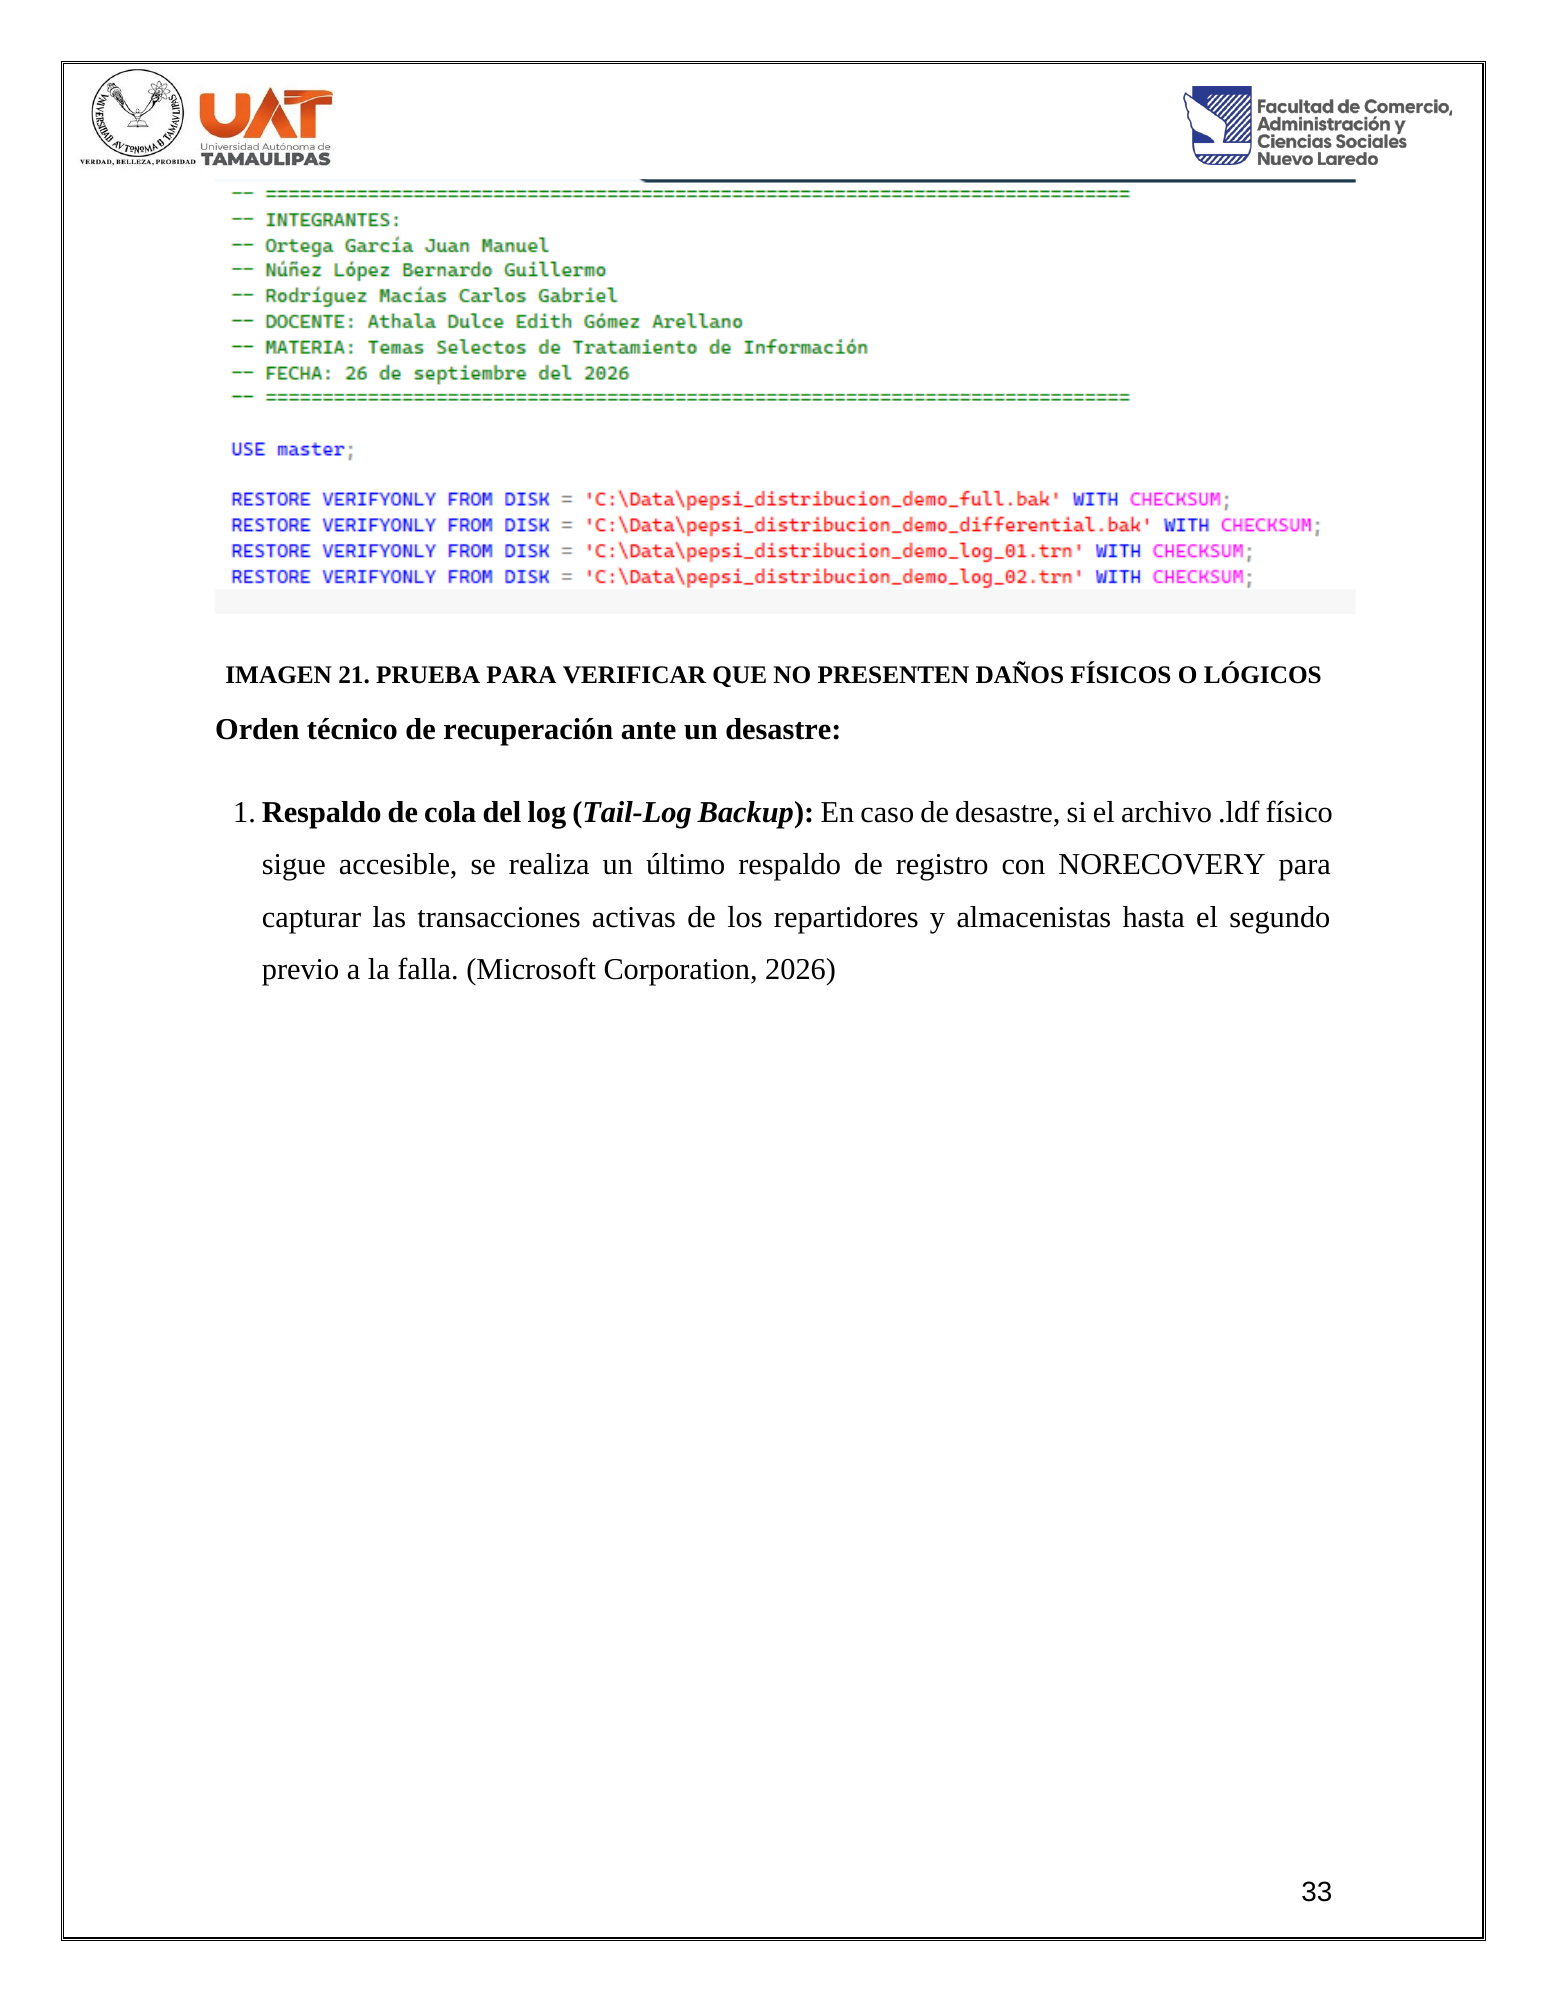 UNIVERSIDAD AUTONOMA DE TAMAULIPAS
VERDAD, BELLEZA, PROBIDAD
UAT
Universidad Autónoma de
TAMAULIPAS
Facultad de Comercio,
Administración y
Ciencias Sociales
Nuevo Laredo
-- ============================================================================
-- INTEGRANTES:
-- Ortega García Juan Manuel
-- Núñez López Bernardo Guillermo
-- Rodríguez Macías Carlos Gabriel
-- DOCENTE: Athala Dulce Edith Gómez Arellano
-- MATERIA: Temas Selectos de Tratamiento de Información
-- FECHA: 26 de septiembre del 2026
-- ============================================================================
USE master;
RESTORE VERIFYONLY FROM DISK = 'C:\Data\pepsi_distribucion_demo_full.bak' WITH CHECKSUM;
RESTORE VERIFYONLY FROM DISK = 'C:\Data\pepsi_distribucion_demo_differential.bak' WITH CHECKSUM;
RESTORE VERIFYONLY FROM DISK = 'C:\Data\pepsi_distribucion_demo_log_01.trn' WITH CHECKSUM;
RESTORE VERIFYONLY FROM DISK = 'C:\Data\pepsi_distribucion_demo_log_02.trn' WITH CHECKSUM;
IMAGEN 21. PRUEBA PARA VERIFICAR QUE NO PRESENTEN DAÑOS FÍSICOS O LÓGICOS
Orden técnico de recuperación ante un desastre:
1. Respaldo de cola del log (Tail-Log Backup): En caso de desastre, si el archivo .ldf físico
sigue accesible, se realiza un último respaldo de registro con NORECOVERY para
capturar las transacciones activas de los repartidores y almacenistas hasta el segundo
previo a la falla. (Microsoft Corporation, 2026)
33